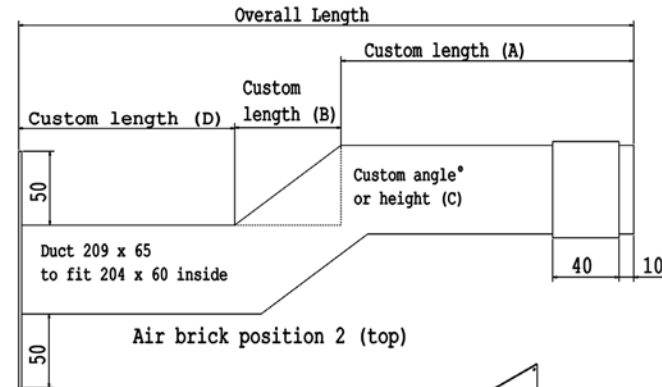 Overall Length
Custom length (A)
Custom
length (B)
Custom length (D)
50
Custom angle°
or height (C)
Duct 209 x 65
to fit 204 x 60 inside
40
10
Air brick position 2 (top)
50